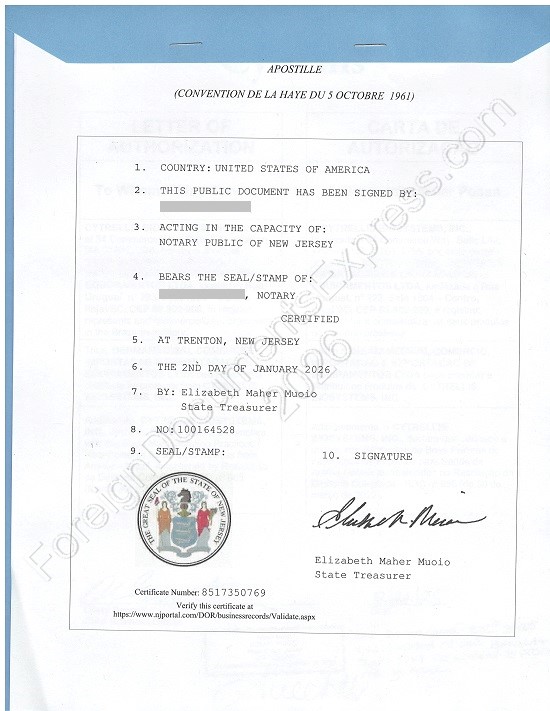 APOSTILLE
(CONVENTION DE LA HAYE DU 5 OCTOBRE 1961)
LETTER OF
AUTHORIZATION
CARTA DE
1. COUNTRY: UNITED STATES OF AMERICA
2. THIS PUBLIC DOCUMENT HAS BEEN SIGNED BY:
3. ACTING IN THE CAPACITY OF:
NOTARY PUBLIC OF NEW JERSEY
4. BEARS THE SEAL/STAMP OF:
, NOTARY
CERTIFIED
5. AT TRENTON, NEW JERSEY
6. THE 2ND DAY OF JANUARY 2026
7. BY: Elizabeth Maher Muoio
State Treasurer
8. NO: 100164528
9. SEAL/STAMP:
10. SIGNATURE
THE GREAT SEAL OF THE STATE OF NEW JERSEY
Elizabeth Maher Muoio
State Treasurer
Certificate Number: 8517350769
Verify this certificate at
https://www.njportal.com/DOR/businessrecords/Validate.aspx
ForeignDocumentsExpress.com
2026